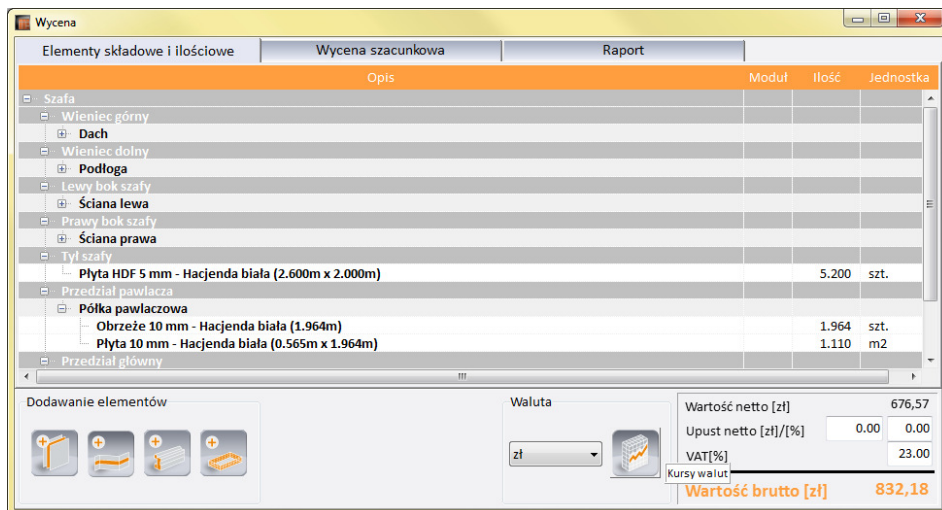 Wycena
Elementy składowe i ilościowe Wycena szacunkowa Raport
Opis Moduł Ilość Jednostka
Szafa
Wieniec górny
Dach
Wieniec dolny
Podłoga
Lewy bok szafy
Ściana lewa
Prawy bok szafy
Ściana prawa
Tył szafy
Płyta HDF 5 mm - Hacjenda biała (2.600m x 2.000m) 5.200 szt.
Przedział pawlacza
Półka pawlaczowa
Obrzeże 10 mm - Hacjenda biała (1.964m) 1.964 szt.
Płyta 10 mm - Hacjenda biała (0.565m x 1.964m) 1.110 m2
Przedział główny
Dodawanie elementów
Waluta
zł
Kursy walut
Wartość netto [zł] 676,57
Upust netto [zł]/[%] 0.00 0.00
VAT[%] 23.00
Wartość brutto [zł] 832,18